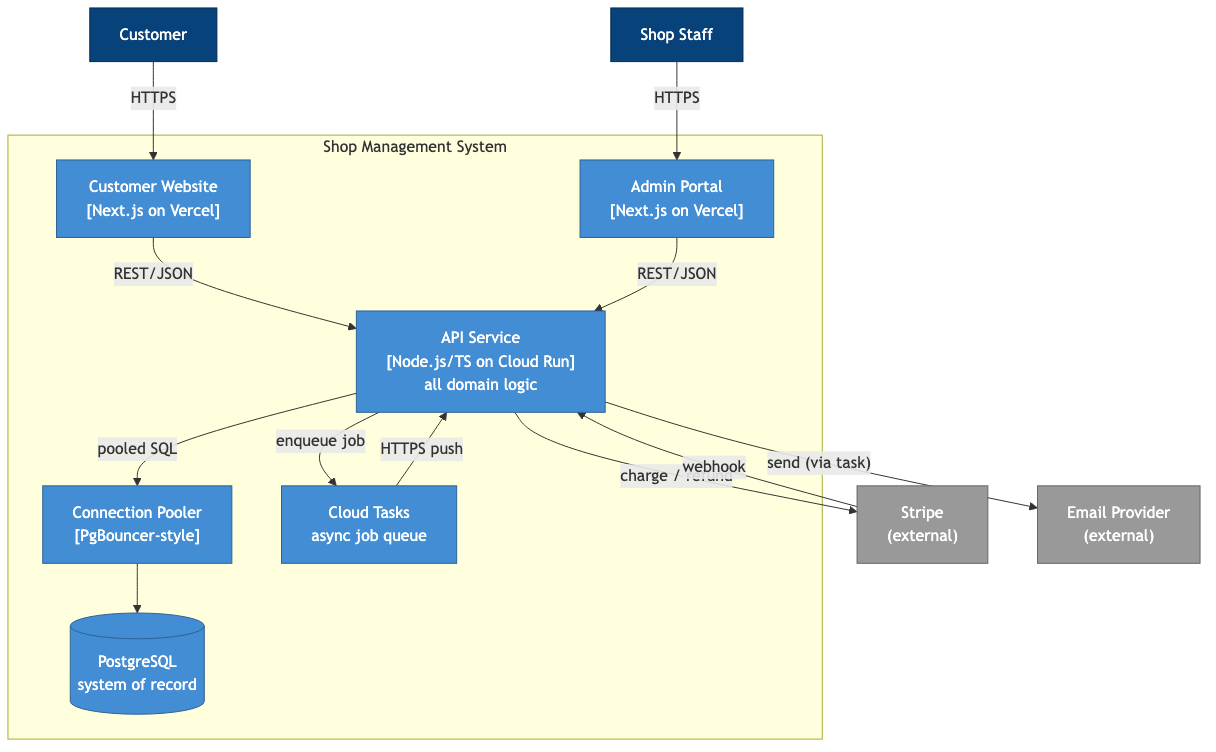 Customer
Shop Staff
HTTPS
HTTPS
Shop Management System
Customer Website
[Next.js on Vercel]
Admin Portal
[Next.js on Vercel]
REST/JSON
REST/JSON
API Service
[Node.js/TS on Cloud Run]
all domain logic
pooled SQL
enqueue job
HTTPS push
charge / refund
webhook
send (via task)
Connection Pooler
[PgBouncer-style]
Cloud Tasks
async job queue
Stripe
(external)
Email Provider
(external)
PostgreSQL
system of record